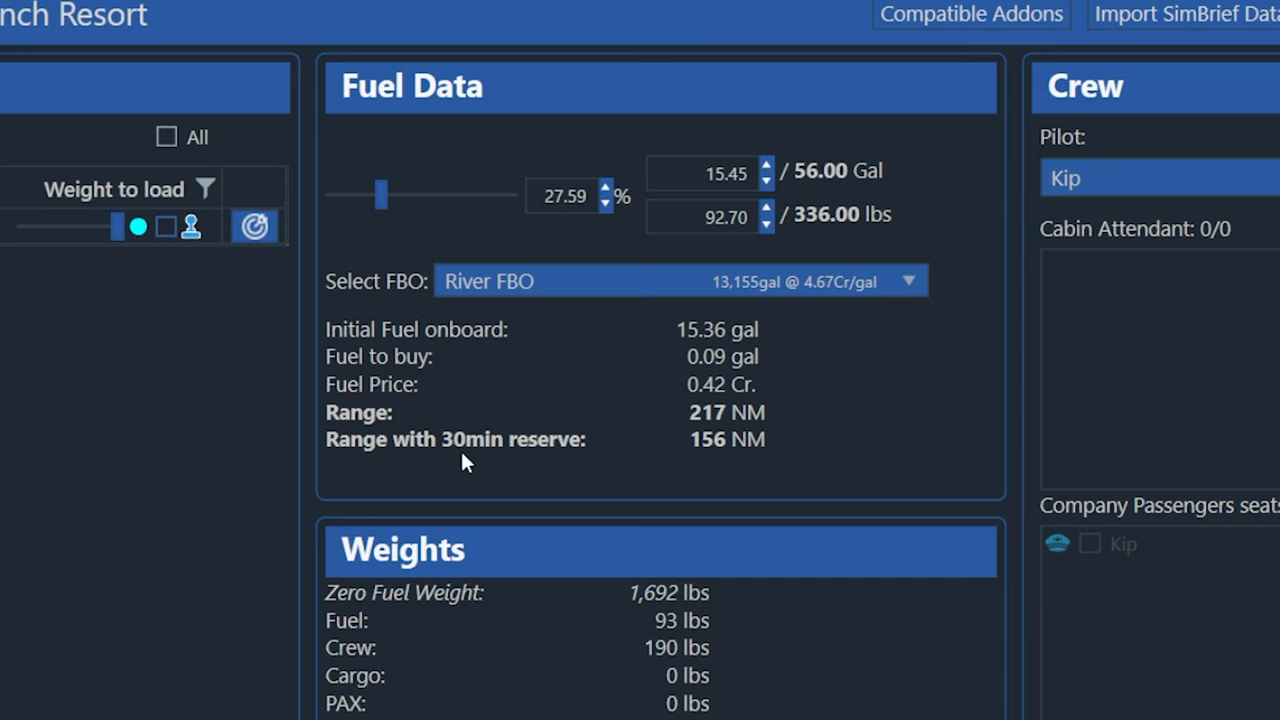 nch Resort
Compatible Addons
Import SimBrief Data
All
Weight to load
Fuel Data
27.59 %
15.45 / 56.00 Gal
92.70 / 336.00 lbs
Select FBO: River FBO 13,155gal @ 4.67Cr/gal
Initial Fuel onboard: 15.36 gal
Fuel to buy: 0.09 gal
Fuel Price: 0.42 Cr.
Range: 217 NM
Range with 30min reserve: 156 NM
Weights
Zero Fuel Weight: 1,692 lbs
Fuel: 93 lbs
Crew: 190 lbs
Cargo: 0 lbs
PAX: 0 lbs
Crew
Pilot:
Kip
Cabin Attendant: 0/0
Company Passengers seats
Kip